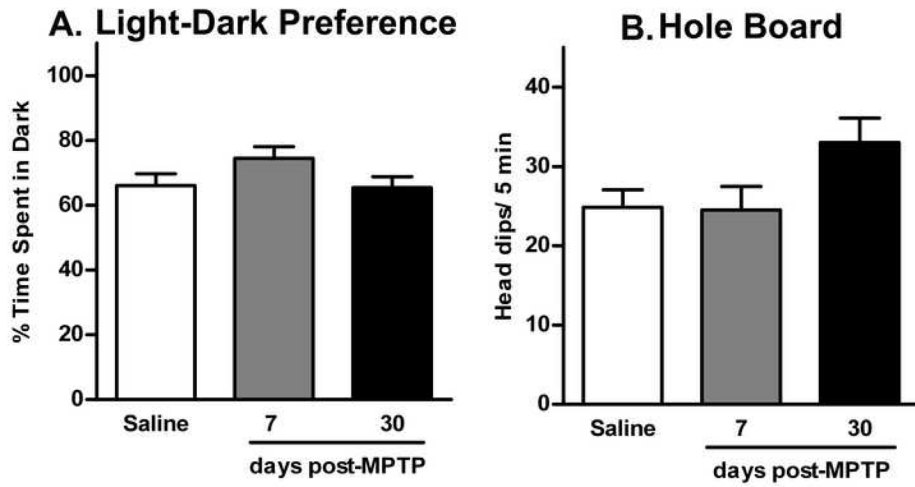 A. Light-Dark Preference
% Time Spent in Dark
100
80
60
40
20
0
Saline
7
30
days post-MPTP
B. Hole Board
Head dips/ 5 min
40
30
20
10
0
Saline
7
30
days post-MPTP